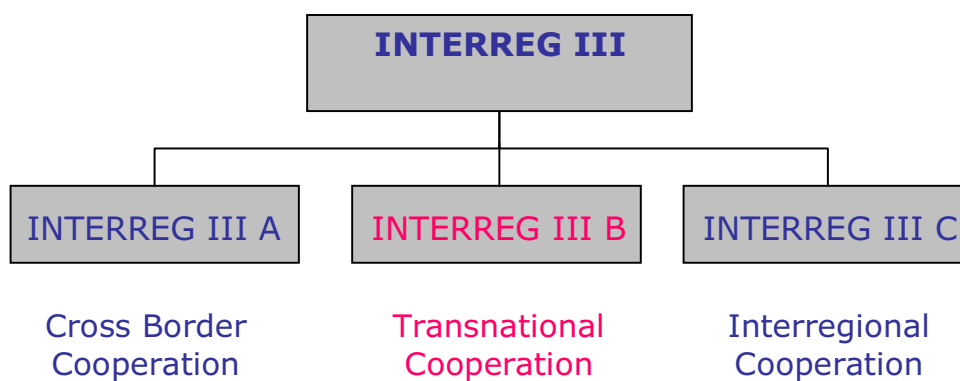 INTERREG III
INTERREG III A
INTERREG III B
INTERREG III C
Cross Border
Cooperation
Transnational
Cooperation
Interregional
Cooperation